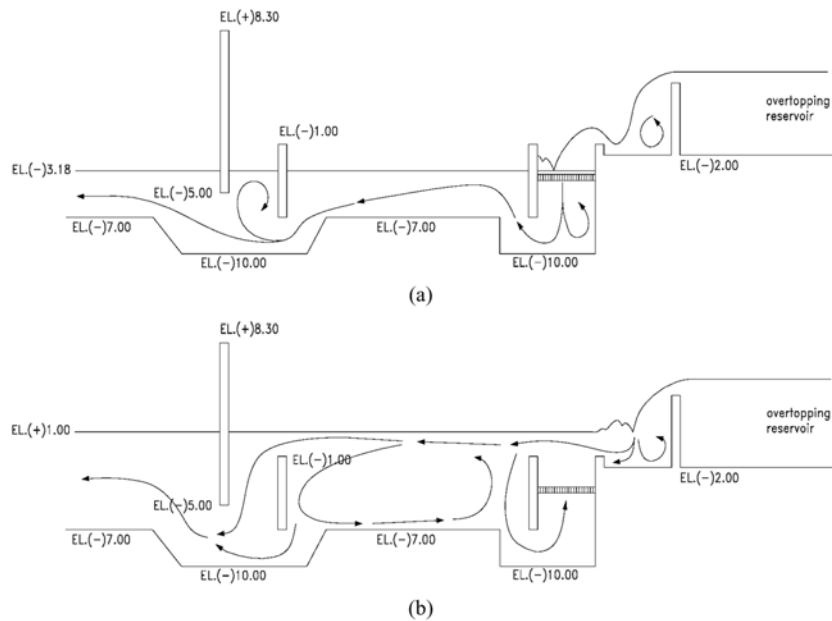 EL.(+)8.30
EL.(-)1.00
overtopping
reservoir
EL.(-)3.18
EL.(-)5.00
EL.(-)2.00
EL.(-)7.00
EL.(-)7.00
EL.(-)10.00
EL.(-)10.00
(a)
EL.(+)8.30
overtopping
reservoir
EL.(+)1.00
EL.(-)1.00
EL.(-)2.00
EL.(-)5.00
EL.(-)7.00
EL.(-)7.00
EL.(-)10.00
EL.(-)10.00
(b)